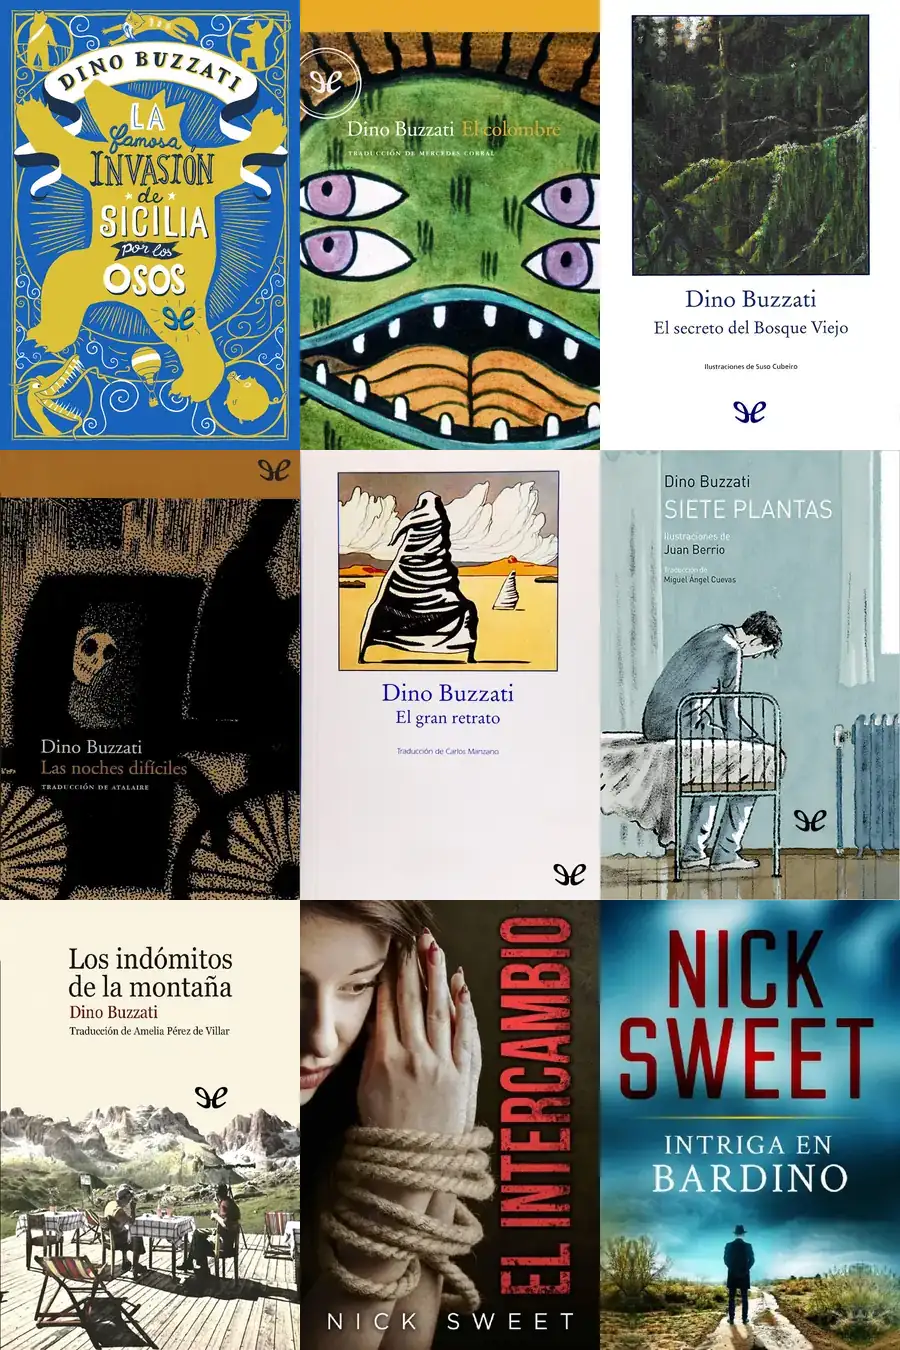 DINO BUZZATI
LA
famosa
INVASIÓN
de
SICILIA
por los
OSOS
Dino Buzzati El colombre
TRADUCCIÓN DE MERCEDES CORRAL
Dino Buzzati
El secreto del Bosque Viejo
Ilustraciones de Suso Cubeiro
Dino Buzzati
Las noches difíciles
TRADUCCIÓN DE ATALAIRE
Dino Buzzati
El gran retrato
Traducción de Carlos Manzano
Dino Buzzati
SIETE PLANTAS
Ilustraciones de
Juan Berrio
Traducción de
Miguel Ángel Cuevas
Los indómitos
de la montaña
Dino Buzzati
Traducción de Amelia Pérez de Villar
EL INTERCAMBIO
NICK SWEET
NICK
SWEET
INTRIGA EN
BARDINO